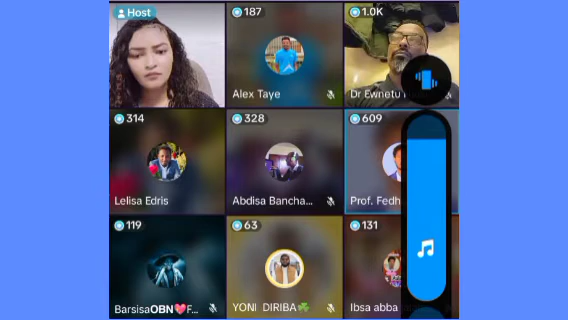 Host
187
1.0K
Alex Taye
Dr Ewnetu
314
328
609
Lelisa Edris
Abdisa Bancha...
Prof. Fedh
119
63
131
BarsisaOBN💖F...
YONI DIRIBA☘️
Ibsa abba